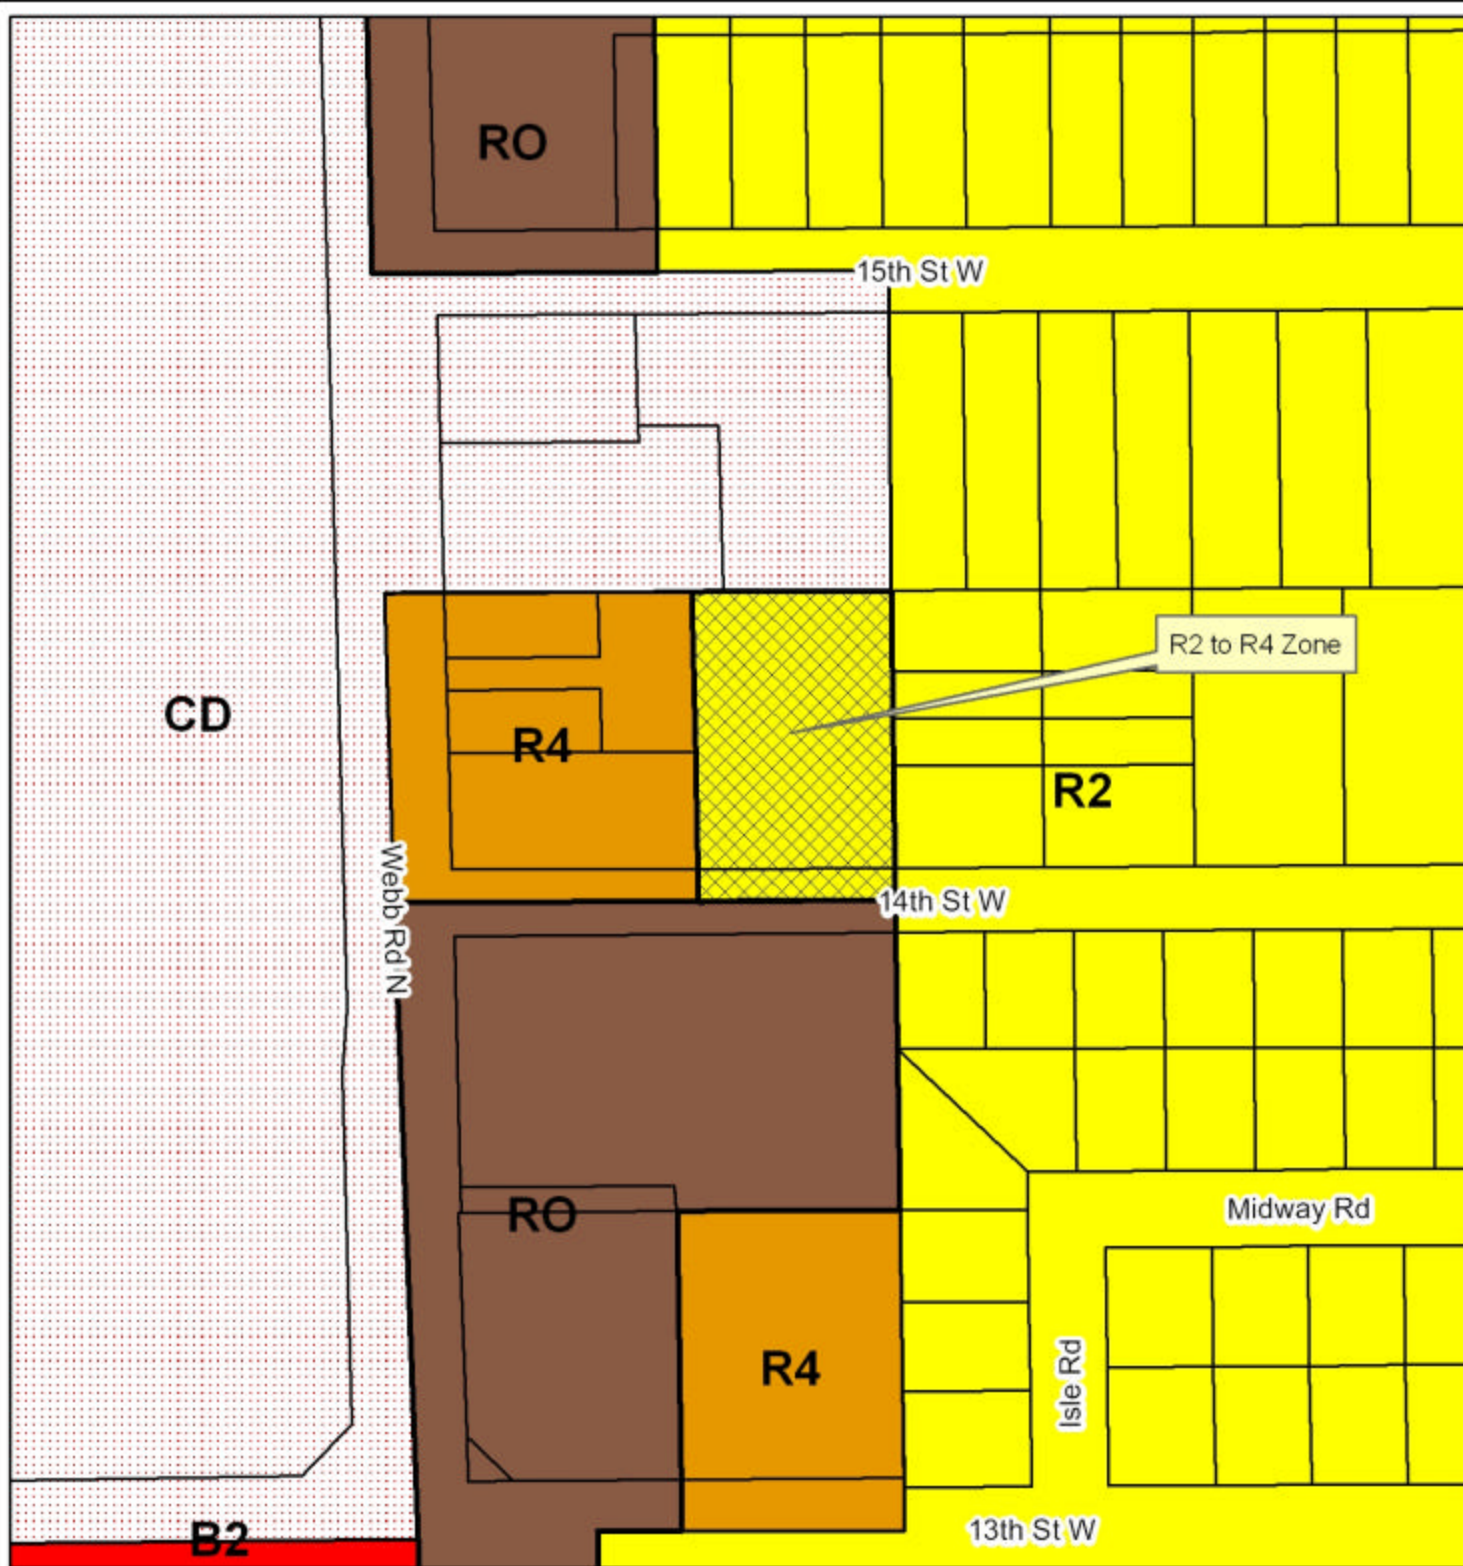 RO
15th St W
R2 to R4 Zone
CD
R4
R2
Webb Rd N
14th St W
RO
Midway Rd
R4
Isle Rd
13th St W
B2